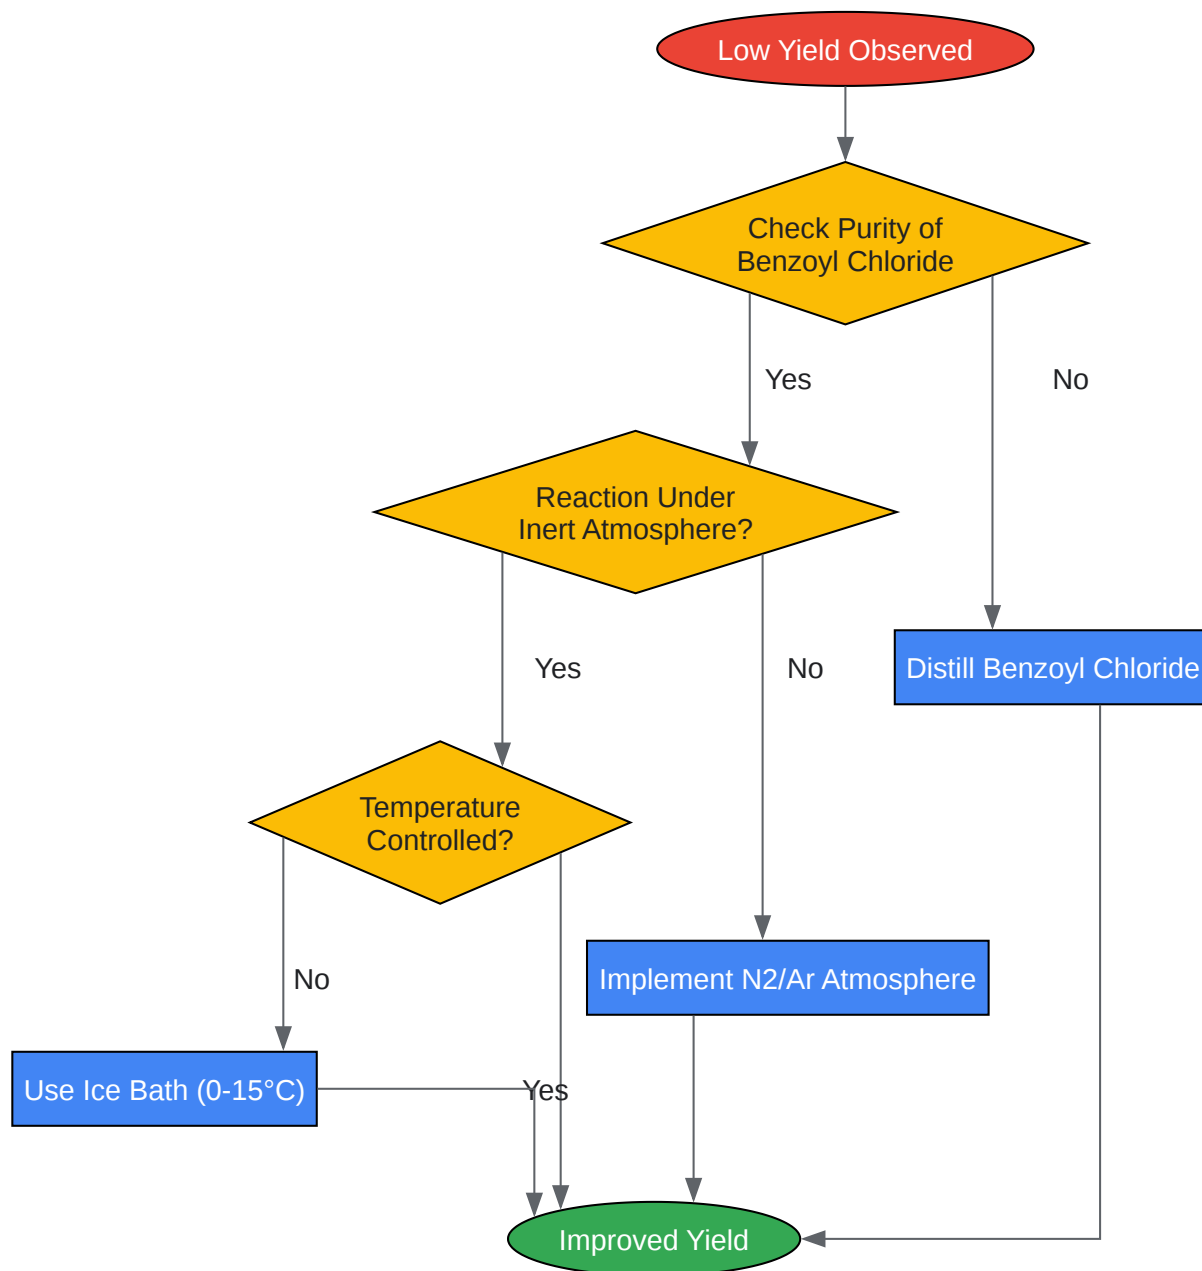 Low Yield Observed
Check Purity of
Benzoyl Chloride
Yes
No
Reaction Under
Inert Atmosphere?
Yes
No
Distill Benzoyl Chloride
Temperature
Controlled?
No
Implement N2/Ar Atmosphere
Use Ice Bath (0-15°C)
Yes
Improved Yield